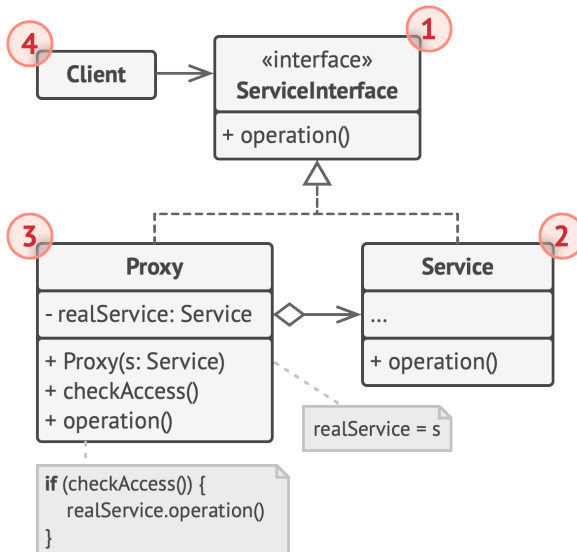 4
Client
1
«interface»
ServiceInterface
+ operation()
3
Proxy
- realService: Service
+ Proxy(s: Service)
+ checkAccess()
+ operation()
2
Service
...
+ operation()
realService = s
if (checkAccess()) {
realService.operation()
}